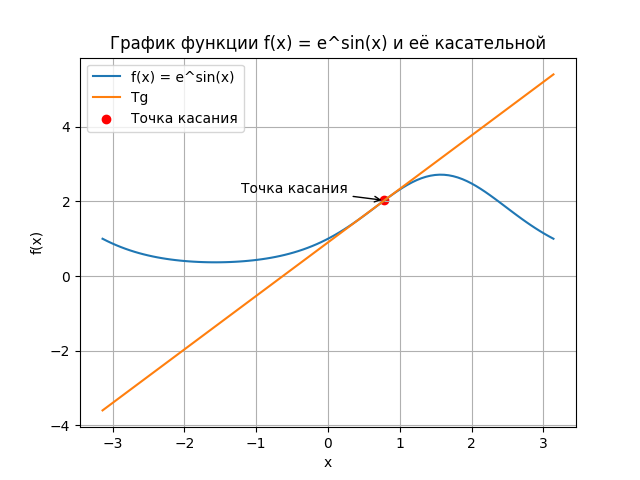 График функции f(x) = e^sin(x) и её касательной
f(x) = e^sin(x)
Tg
Точка касания
Точка касания
f(x)
4
2
0
−2
−4
−3
−2
−1
0
1
2
3
x